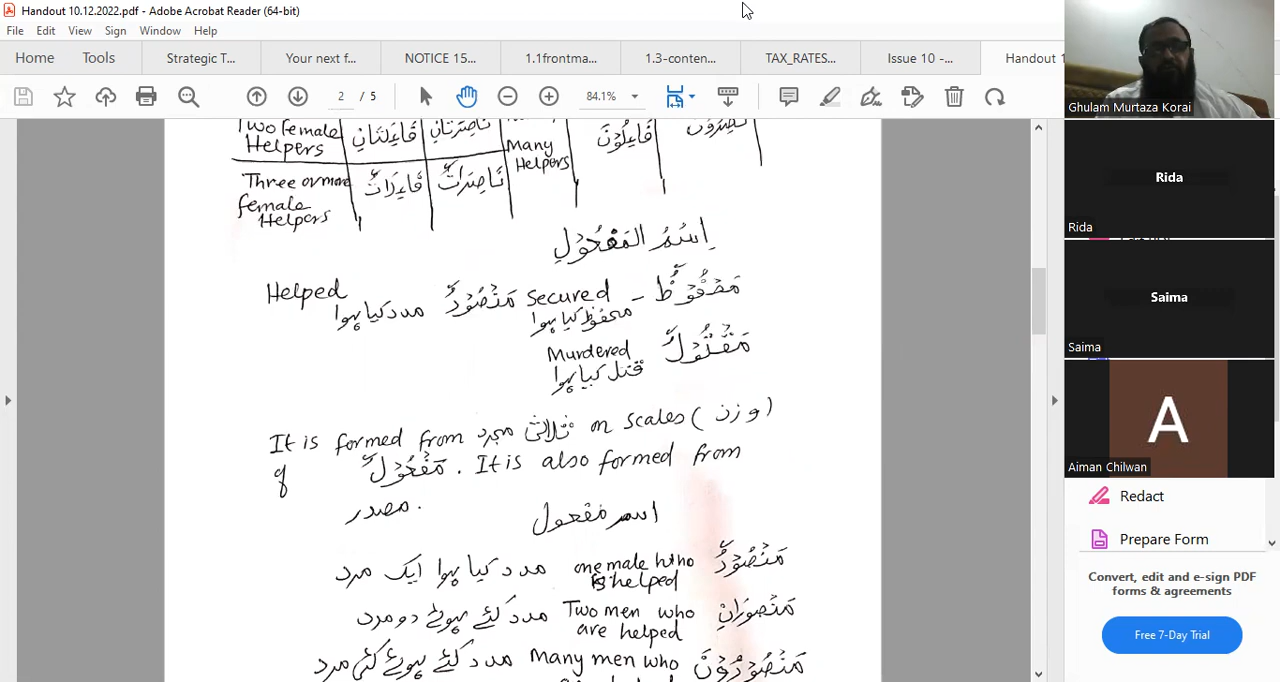 Handout 10.12.2022.pdf - Adobe Acrobat Reader (64-bit)
File Edit View Sign Window Help
Home Tools Strategic T... Your next f... NOTICE 15... 1.1frontma... 1.3-conten... TAX_RATES... Issue 10 -... Handout 1
2 / 5 84.1%
Two female نَاصِرَتَانِ
Helpers
Many Helpers
Three or more نَاصِرَاتٌ
female
Helpers
اِسْمُ الْمَفْعُوْلِ
Helped مدد کیا ہوا مَنْصُوْرٌ
Secured محفوظ کیا ہوا
مَقْتُوْلٌ Murdered قتل کیا ہوا
It is formed from ثلاثی مجرد on scales (وزن)
of مَفْعُوْلٌ. It is also formed from
مصدر.
اسم مفعول
مَنْصُوْرٌ one male who is helped مدد کیا ہوا ایک مرد
مَنْصُوْرَانِ Two men who are helped مدد کئے ہوئے دو مرد
مَنْصُوْرُوْنَ Many men who مدد کئے ہوئے کئی مرد
Ghulam Murtaza Korai
Rida
Rida
Saima
Saima
A
Aiman Chilwan
Redact
Prepare Form
Convert, edit and e-sign PDF
forms & agreements
Free 7-Day Trial